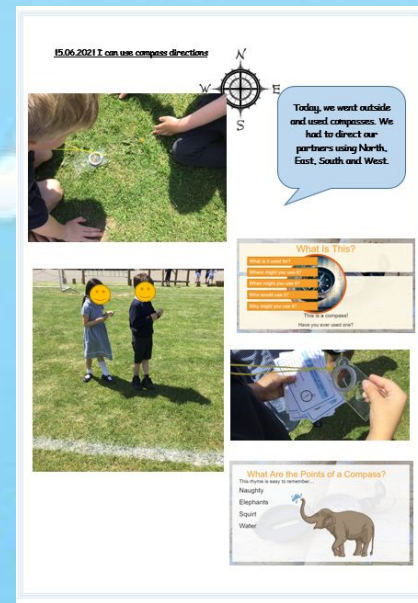 15.06.2021 I can use compass directions
N
W
E
S
Today, we went outside
and used compasses. We
had to direct our
partners using North,
East, South and West.
What Is This?
What is it used for?
Where might you use it?
When might you use it?
Who would use it?
Why might you use it?
This is a compass!
Have you ever used one?
What Are the Points of a Compass?
This rhyme is easy to remember...
Naughty
Elephants
Squirt
Water